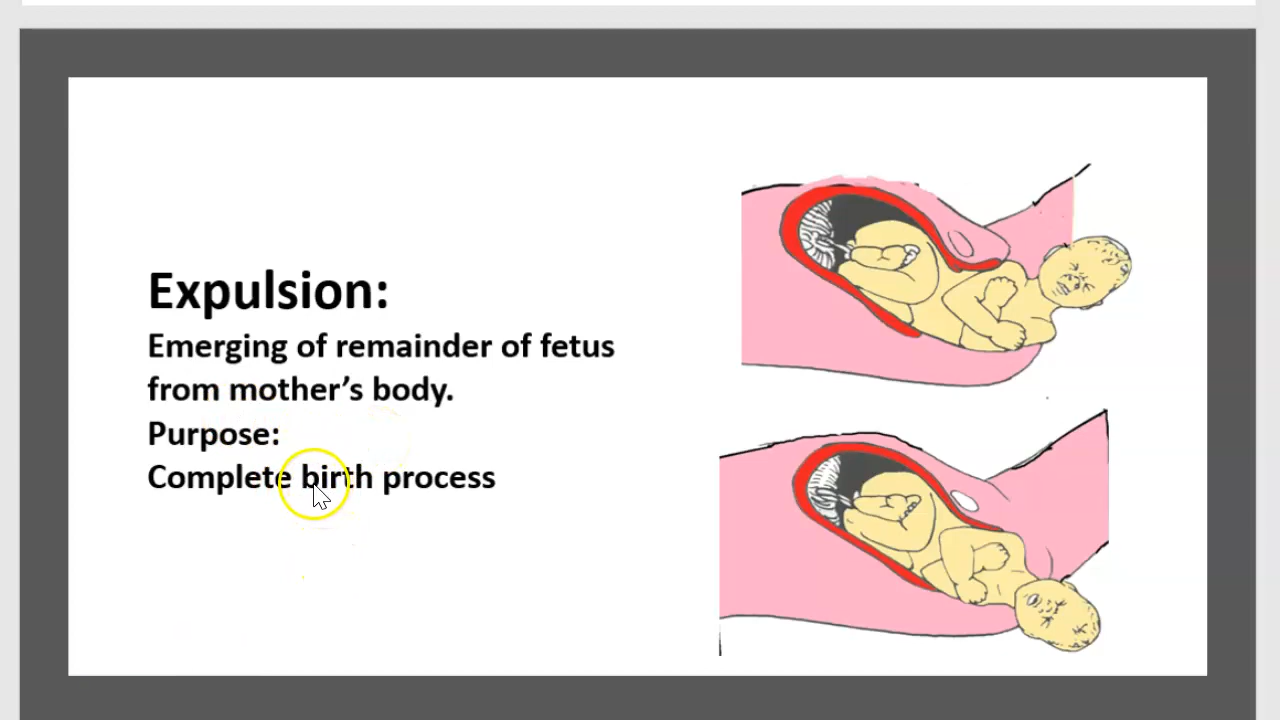 Expulsion:
Emerging of remainder of fetus
from mother’s body.
Purpose:
Complete birth process